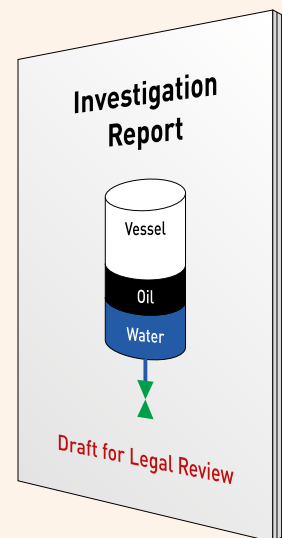 Investigation
Report
Vessel
Oil
Water
Draft for Legal Review